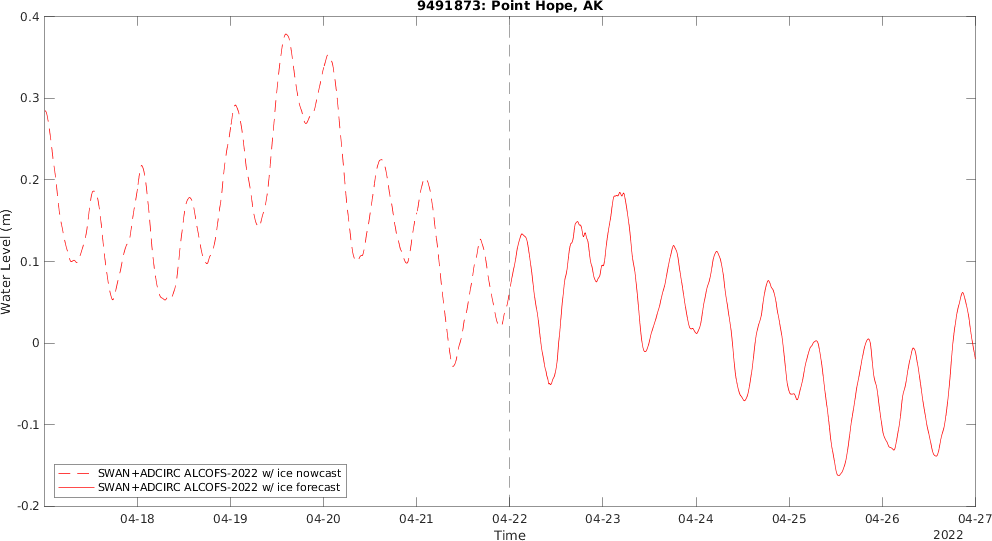 9491873: Point Hope, AK
0.4
0.3
0.2
0.1
0
-0.1
-0.2
Water Level (m)
SWAN+ADCIRC ALCOFS-2022 w/ ice nowcast
SWAN+ADCIRC ALCOFS-2022 w/ ice forecast
04-18 04-19 04-20 04-21 04-22 04-23 04-24 04-25 04-26 04-27
Time
2022